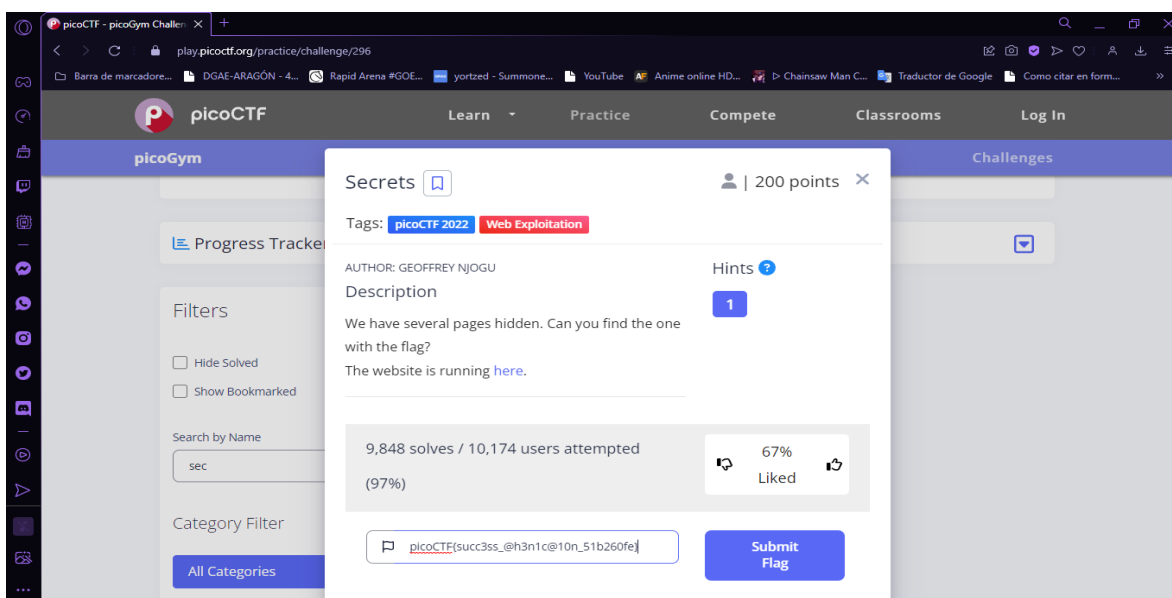 picoCTF - picoGym Challen
play.picoctf.org/practice/challenge/296
Barra de marcadore... DGAE-ARAGÓN - 4... Rapid Arena #GOE... yortzed - Summone... YouTube Anime online HD... ▷ Chainsaw Man C... Traductor de Google Como citar en form... »
picoCTF Learn Practice Compete Classrooms Log In
picoGym Challenges
Secrets | 200 points
Tags: picoCTF 2022 Web Exploitation
Progress Tracker
AUTHOR: GEOFFREY NJOGU
Hints ?
Description
1
We have several pages hidden. Can you find the one
with the flag?
The website is running here.
Filters
Hide Solved
Show Bookmarked
Search by Name
sec
9,848 solves / 10,174 users attempted
(97%)
67%
Liked
Category Filter
All Categories
picoCTF{succ3ss_@h3n1c@10n_51b260fe}
Submit
Flag